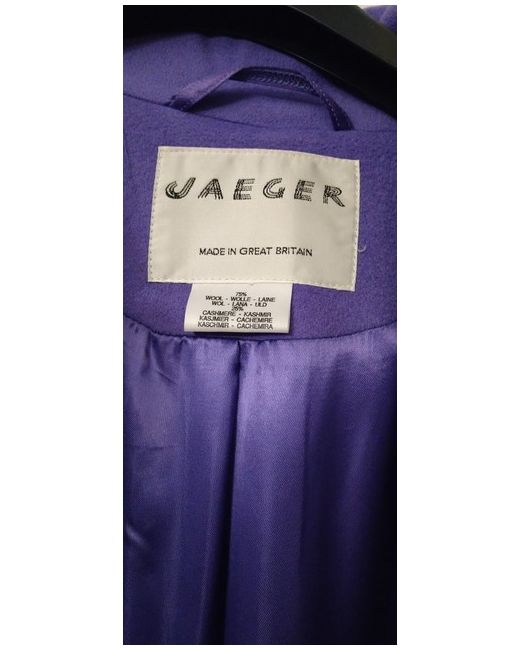 JAEGER
MADE IN GREAT BRITAIN
75%
WOOL - WOLLE - LAINE
WOL - LANA - ULD
25%
CASHMERE - KASHMIR
KASJMIER - CACHEMIRE
KASCHMIR - CACHEMIRA